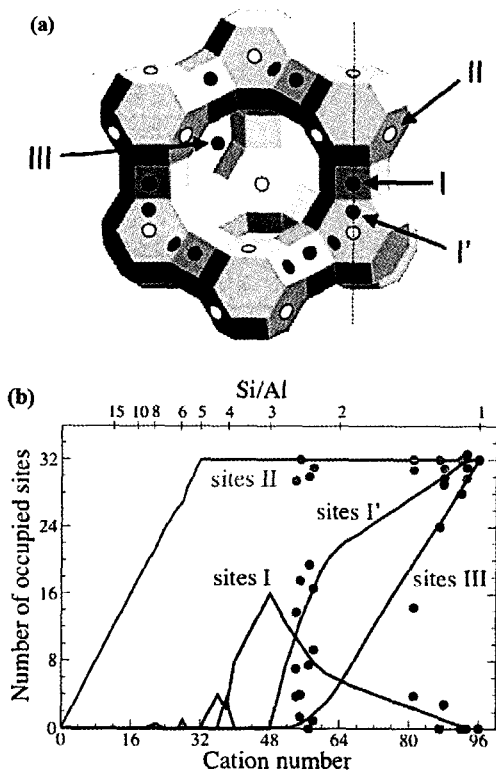 (a)
II
III
I
I'
(b)
Si/Al
15 10 8 6 5 4 3 2 1
Number of occupied sites
32
24
16
8
0
sites II
sites I'
sites I
sites III
0 16 32 48 64 80 96
Cation number